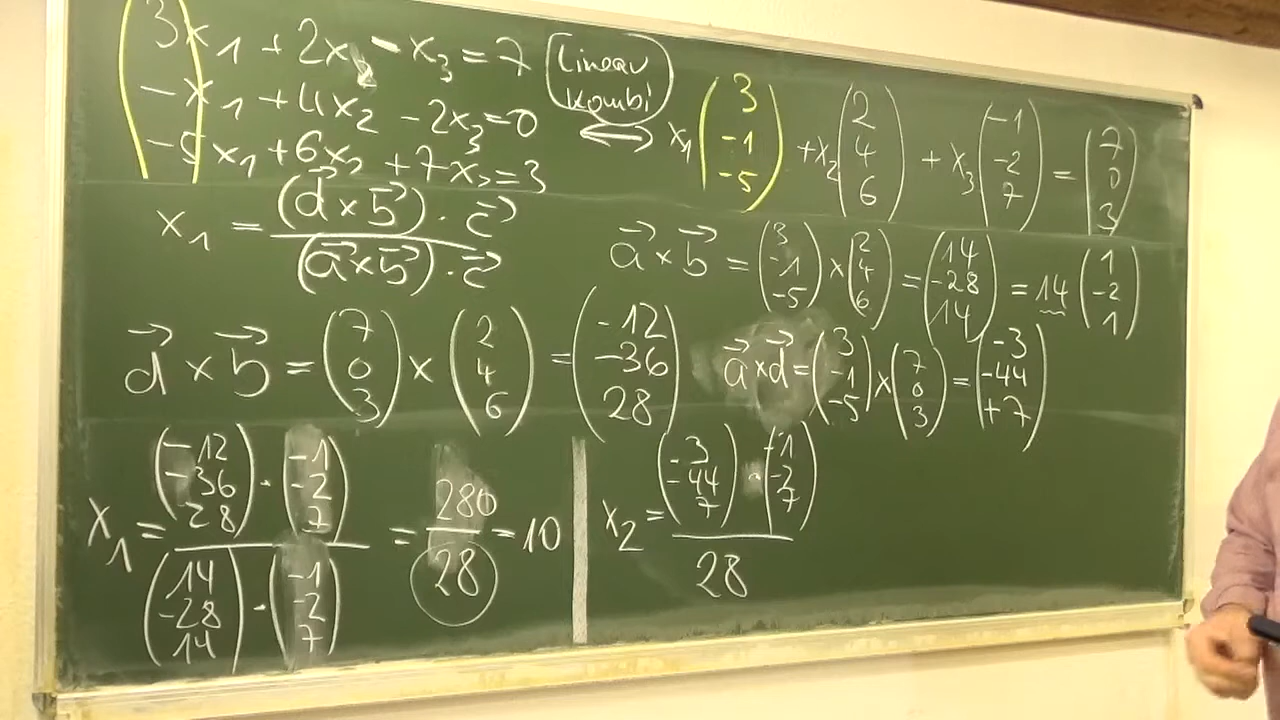 3x₁ + 2x₂ - x₃ = 7
-x₁ + 4x₂ - 2x₃ = 0
-5x₁ + 6x₂ + 7x₃ = 3
Linear
kombi
⟺ x₁ (3 -1 -5) + x₂ (2 4 6) + x₃ (-1 -2 7) = (7 0 3)
x₁ = (d⃗ × b⃗) · c⃗ / (a⃗ × b⃗) · c⃗
a⃗ × b⃗ = (3 -1 -5) × (2 4 6) = (14 -28 14) = 14 (1 -2 1)
d⃗ × b⃗ = (7 0 3) × (2 4 6) = (-12 -36 28)
a⃗ × d⃗ = (3 -1 -5) × (7 0 3) = (-3 -44 +7)
x₁ = (-12 -36 28) · (-1 -2 7) / (14 -28 14) · (-1 -2 7) = 280 / 28 = 10
x₂ = (-3 -44 7) · (-1 -2 7) / 28